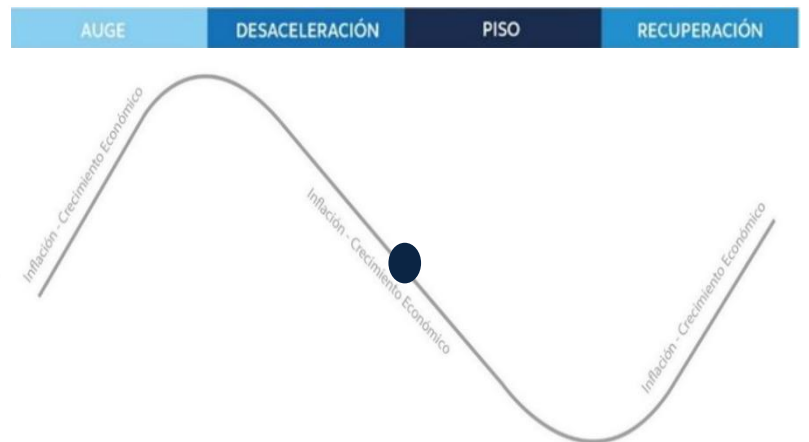 AUGE
DESACELERACIÓN
PISO
RECUPERACIÓN
Inflación - Crecimiento Económico
Inflación - Crecimiento Económico
Inflación - Crecimiento Económico